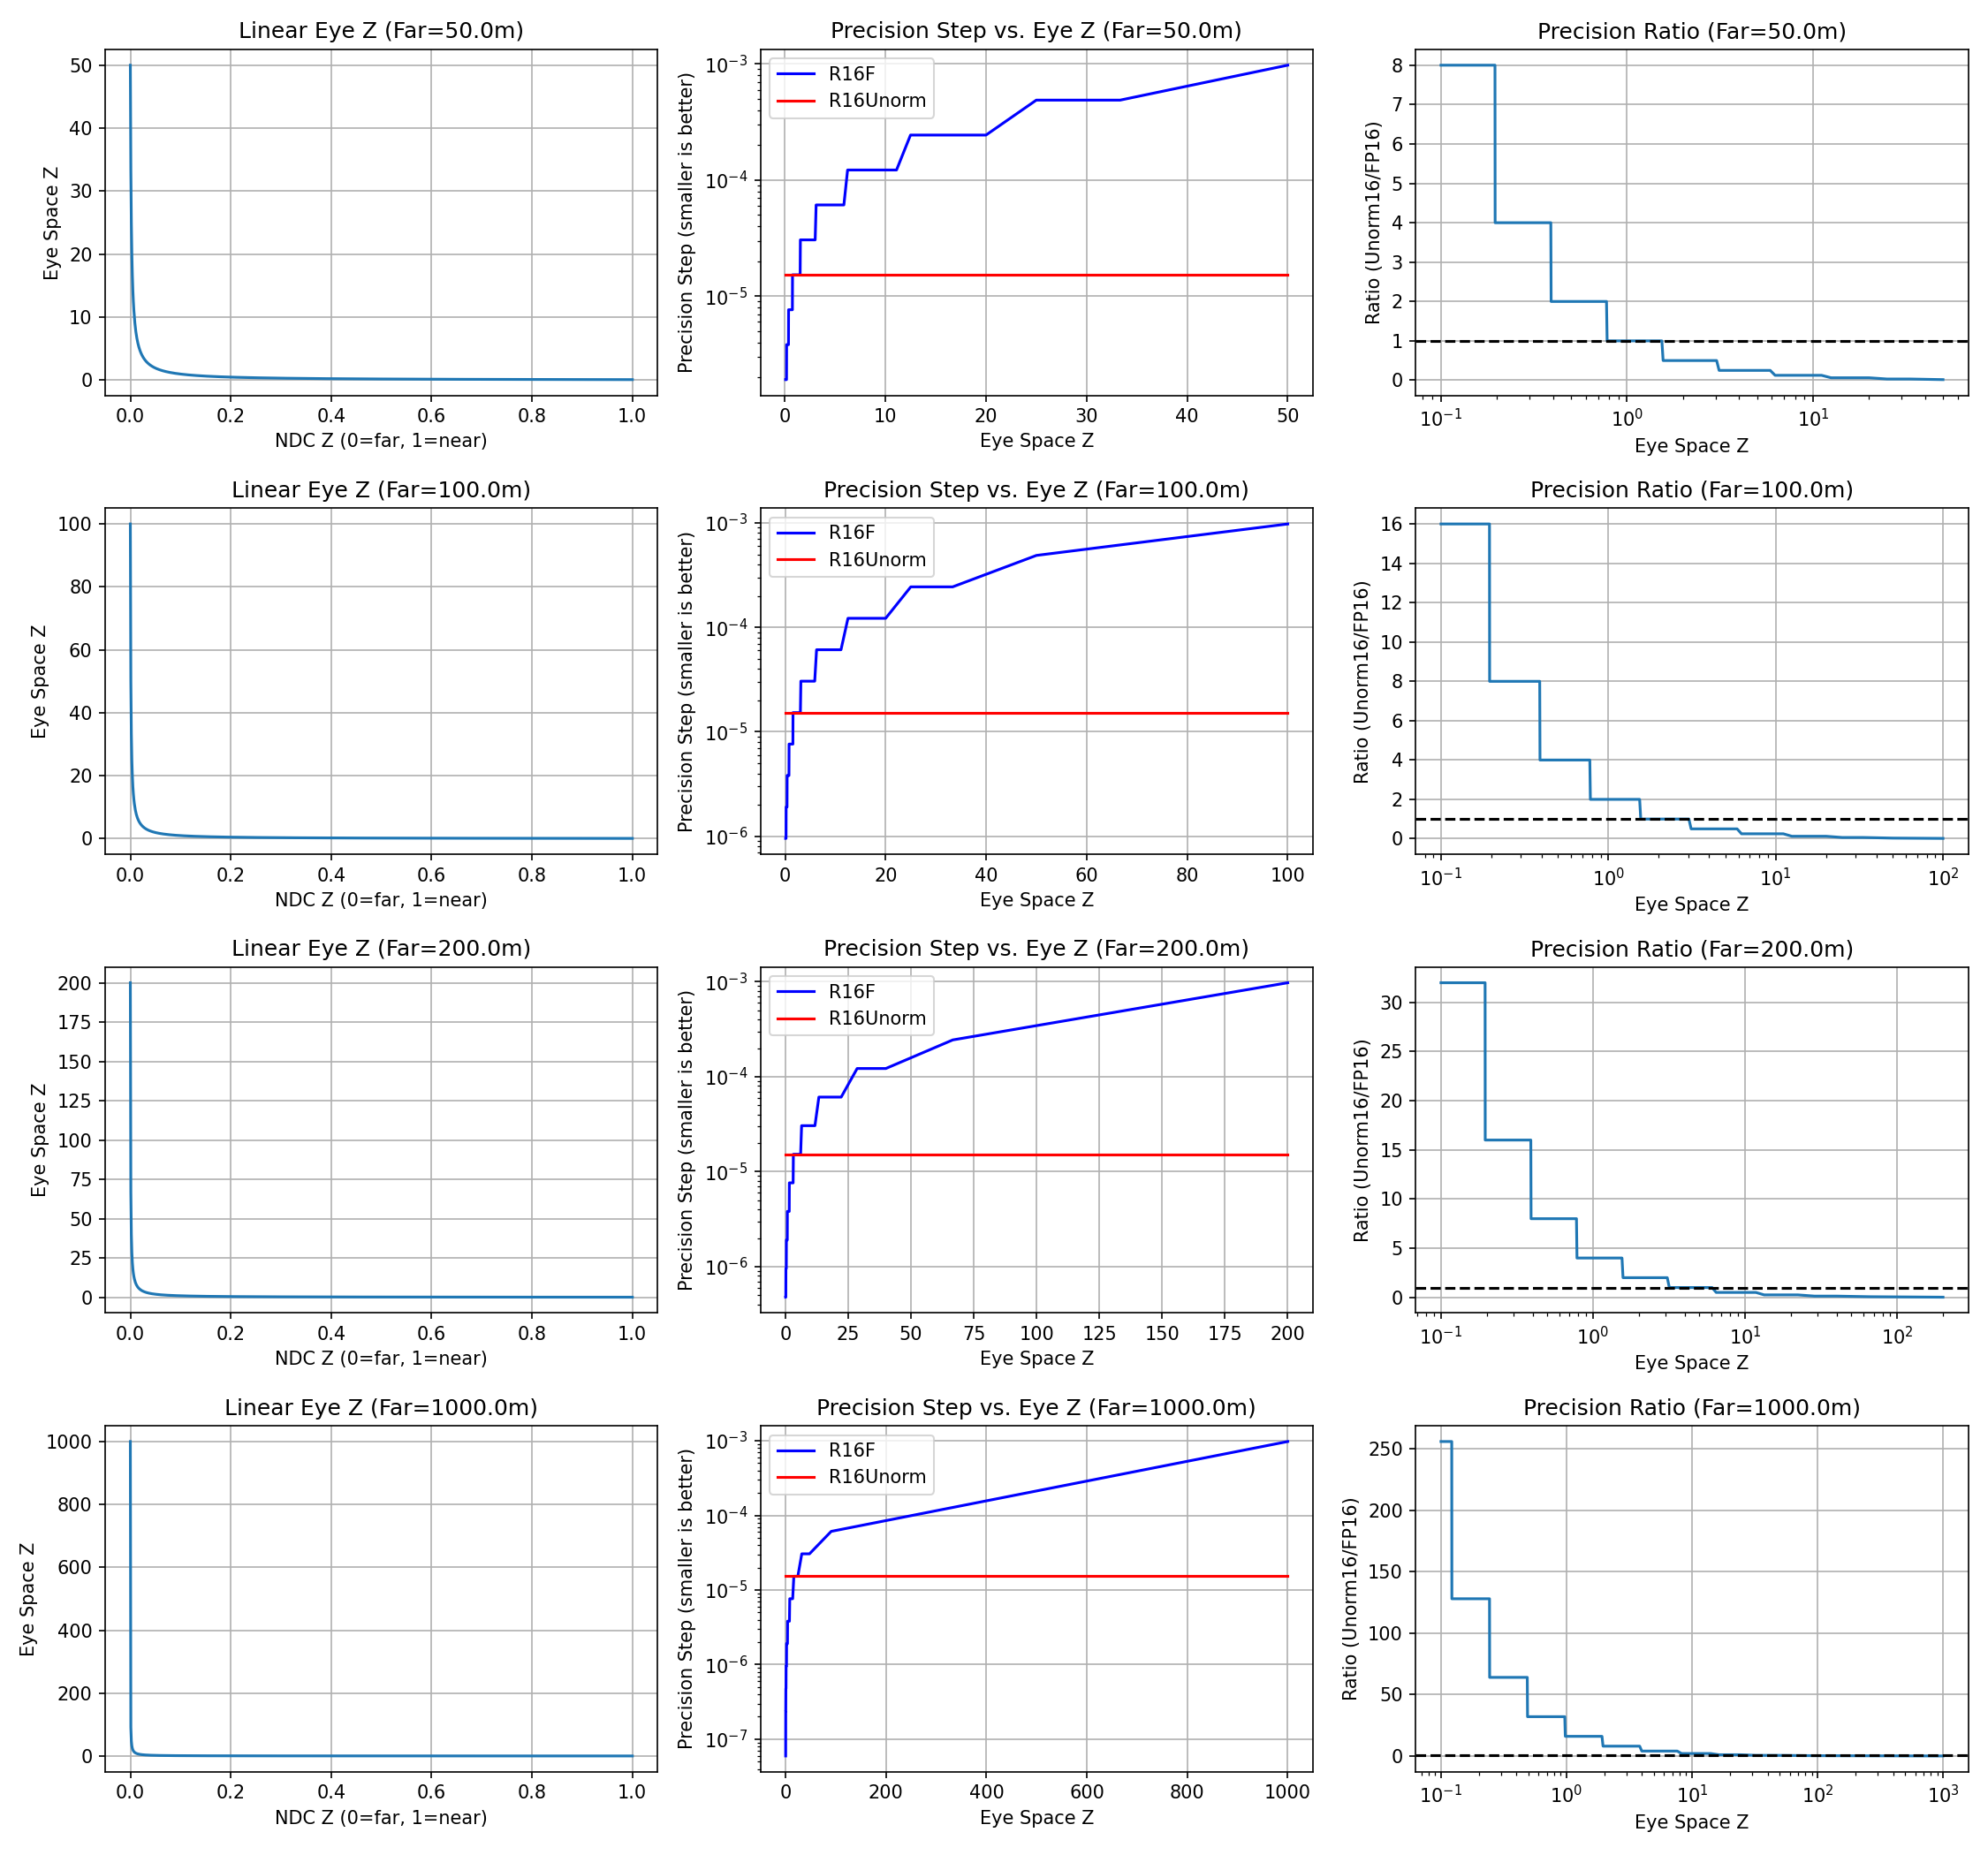 Linear Eye Z (Far=50.0m)
50
40
30
20
10
0
Eye Space Z
0.0 0.2 0.4 0.6 0.8 1.0
NDC Z (0=far, 1=near)
Precision Step vs. Eye Z (Far=50.0m)
R16F
R16Unorm
10⁻³
10⁻⁴
10⁻⁵
Precision Step (smaller is better)
0 10 20 30 40 50
Eye Space Z
Precision Ratio (Far=50.0m)
8
7
6
5
4
3
2
1
0
Ratio (Unorm16/FP16)
10⁻¹ 10⁰ 10¹
Eye Space Z
Linear Eye Z (Far=100.0m)
100
80
60
40
20
0
Eye Space Z
0.0 0.2 0.4 0.6 0.8 1.0
NDC Z (0=far, 1=near)
Precision Step vs. Eye Z (Far=100.0m)
R16F
R16Unorm
10⁻³
10⁻⁴
10⁻⁵
10⁻⁶
Precision Step (smaller is better)
0 20 40 60 80 100
Eye Space Z
Precision Ratio (Far=100.0m)
16
14
12
10
8
6
4
2
0
Ratio (Unorm16/FP16)
10⁻¹ 10⁰ 10¹ 10²
Eye Space Z
Linear Eye Z (Far=200.0m)
200
175
150
125
100
75
50
25
0
Eye Space Z
0.0 0.2 0.4 0.6 0.8 1.0
NDC Z (0=far, 1=near)
Precision Step vs. Eye Z (Far=200.0m)
R16F
R16Unorm
10⁻³
10⁻⁴
10⁻⁵
10⁻⁶
Precision Step (smaller is better)
0 25 50 75 100 125 150 175 200
Eye Space Z
Precision Ratio (Far=200.0m)
30
25
20
15
10
5
0
Ratio (Unorm16/FP16)
10⁻¹ 10⁰ 10¹ 10²
Eye Space Z
Linear Eye Z (Far=1000.0m)
1000
800
600
400
200
0
Eye Space Z
0.0 0.2 0.4 0.6 0.8 1.0
NDC Z (0=far, 1=near)
Precision Step vs. Eye Z (Far=1000.0m)
R16F
R16Unorm
10⁻³
10⁻⁴
10⁻⁵
10⁻⁶
10⁻⁷
Precision Step (smaller is better)
0 200 400 600 800 1000
Eye Space Z
Precision Ratio (Far=1000.0m)
250
200
150
100
50
0
Ratio (Unorm16/FP16)
10⁻¹ 10⁰ 10¹ 10² 10³
Eye Space Z